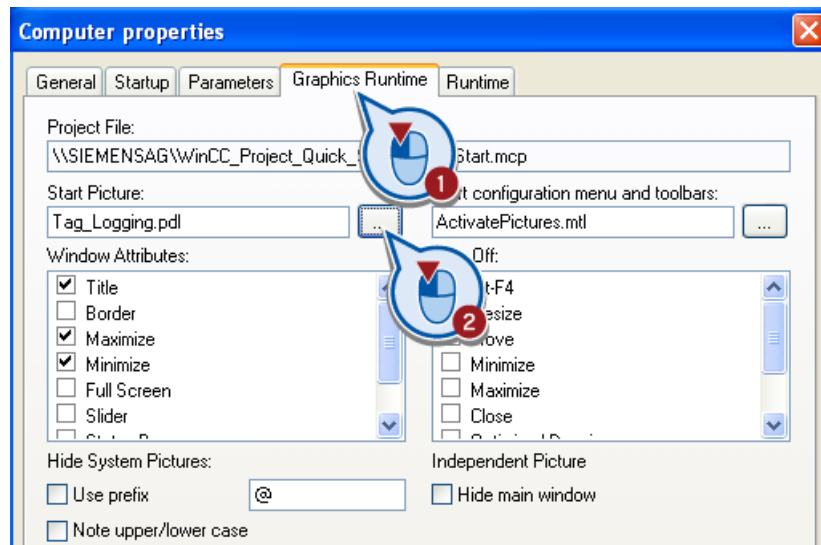 Computer properties
General Startup Parameters Graphics Runtime Runtime
Project File:
\\SIEMENSAG\WinCC_Project_Quick_ Start.mcp
1
Start Picture: configuration menu and toolbars:
Tag_Logging.pdl ... ActivatePictures.mtl ...
Window Attributes: Off:
Title
Border
Maximize Move
Minimize Minimize
Full Screen Maximize
Slider Close
2
Hide System Pictures: Independent Picture
Use prefix @ Hide main window
Note upper/lower case